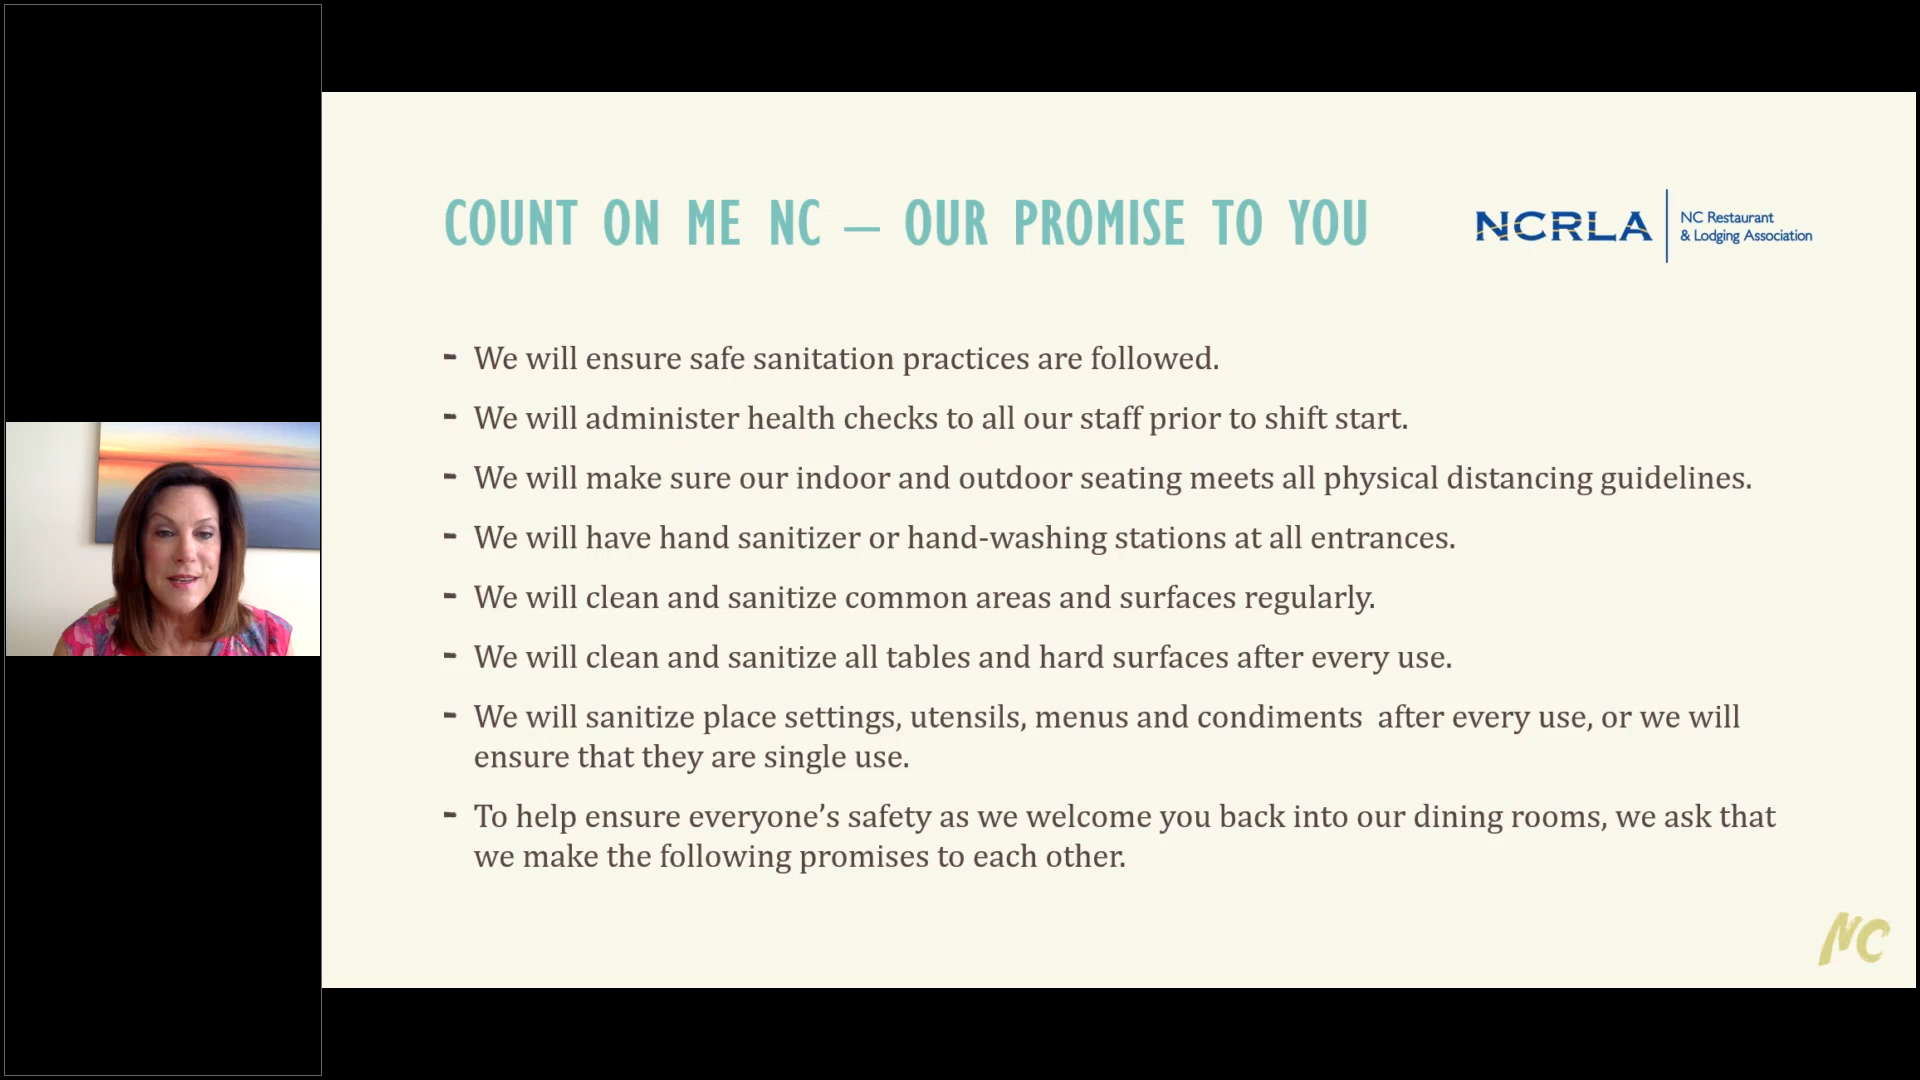 COUNT ON ME NC – OUR PROMISE TO YOU
NCRLA
NC Restaurant
& Lodging Association
- We will ensure safe sanitation practices are followed.
- We will administer health checks to all our staff prior to shift start.
- We will make sure our indoor and outdoor seating meets all physical distancing guidelines.
- We will have hand sanitizer or hand-washing stations at all entrances.
- We will clean and sanitize common areas and surfaces regularly.
- We will clean and sanitize all tables and hard surfaces after every use.
- We will sanitize place settings, utensils, menus and condiments  after every use, or we will
ensure that they are single use.
- To help ensure everyone’s safety as we welcome you back into our dining rooms, we ask that
we make the following promises to each other.
NC